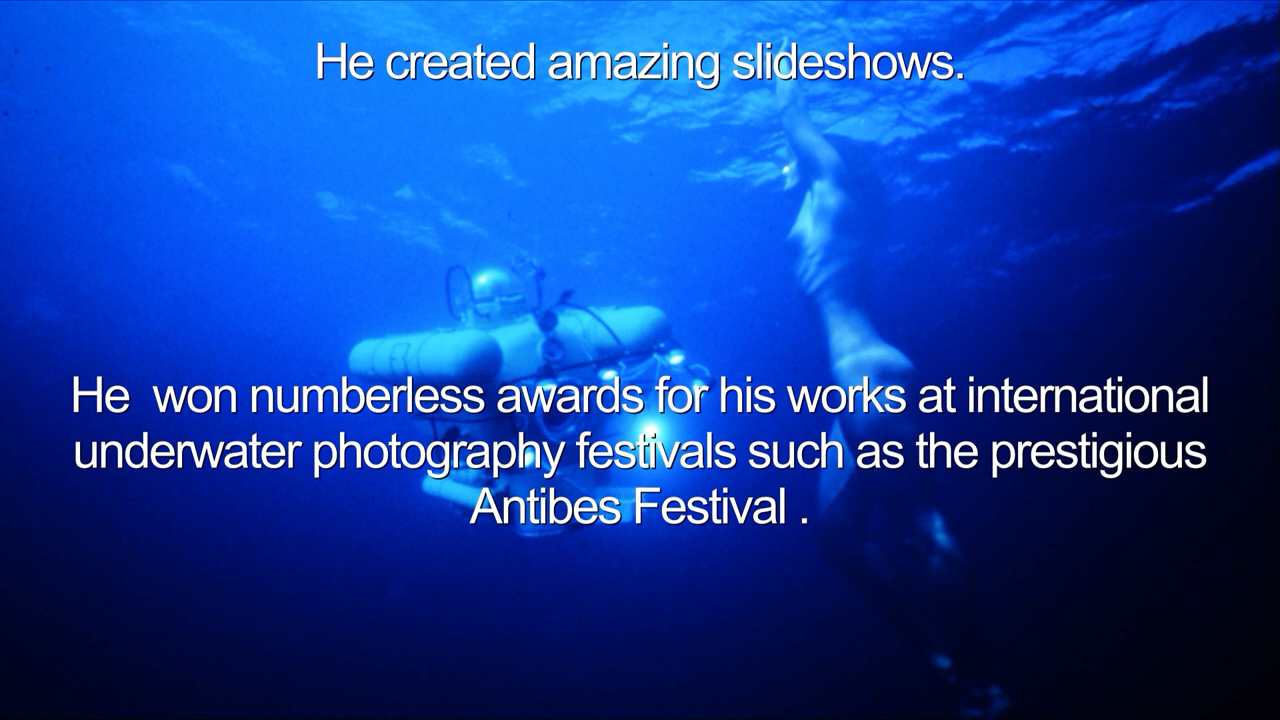 He created amazing slideshows.
He  won numberless awards for his works at international
underwater photography festivals such as the prestigious
Antibes Festival .